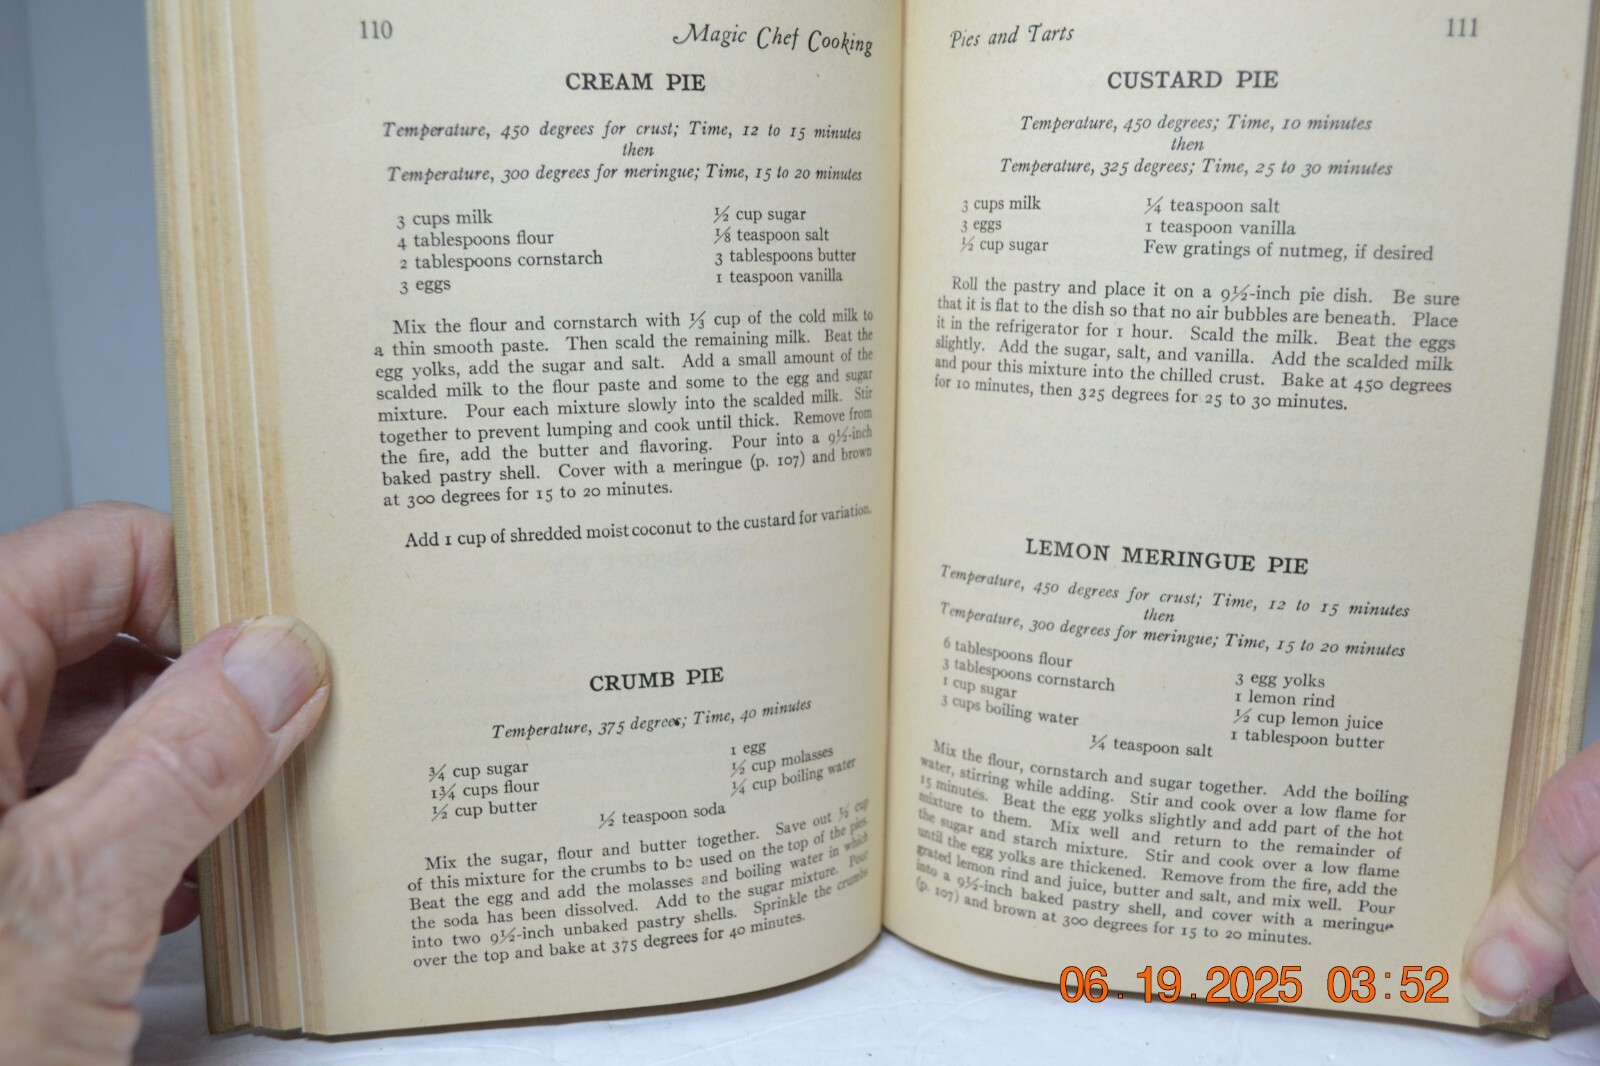 110
Magic Chef Cooking
CREAM PIE
Temperature, 450 degrees for crust; Time, 12 to 15 minutes
then
Temperature, 300 degrees for meringue; Time, 15 to 20 minutes
3 cups milk
4 tablespoons flour
2 tablespoons cornstarch
3 eggs
½ cup sugar
⅛ teaspoon salt
3 tablespoons butter
1 teaspoon vanilla
Mix the flour and cornstarch with ⅓ cup of the cold milk to
a thin smooth paste. Then scald the remaining milk. Beat the
egg yolks, add the sugar and salt. Add a small amount of the
scalded milk to the flour paste and some to the egg and sugar
mixture. Pour each mixture slowly into the scalded milk. Stir
together to prevent lumping and cook until thick. Remove from
the fire, add the butter and flavoring. Pour into a 9½-inch
baked pastry shell. Cover with a meringue (p. 107) and brown
at 300 degrees for 15 to 20 minutes.
Add 1 cup of shredded moist coconut to the custard for variation.
CRUMB PIE
Temperature, 375 degrees; Time, 40 minutes
¾ cup sugar
1¾ cups flour
½ cup butter
1 egg
½ cup molasses
¼ cup boiling water
½ teaspoon soda
Mix the sugar, flour and butter together. Save out ½ cup
of this mixture for the crumbs to be used on the top of the pies.
Beat the egg and add the molasses and boiling water in which
the soda has been dissolved. Add to the sugar mixture. Pour
into two 9½-inch unbaked pastry shells. Sprinkle the crumbs
over the top and bake at 375 degrees for 40 minutes.
Pies and Tarts
111
CUSTARD PIE
Temperature, 450 degrees; Time, 10 minutes
then
Temperature, 325 degrees; Time, 25 to 30 minutes
3 cups milk
3 eggs
½ cup sugar
¼ teaspoon salt
1 teaspoon vanilla
Few gratings of nutmeg, if desired
Roll the pastry and place it on a 9½-inch pie dish. Be sure
that it is flat to the dish so that no air bubbles are beneath. Place
it in the refrigerator for 1 hour. Scald the milk. Beat the eggs
slightly. Add the sugar, salt, and vanilla. Add the scalded milk
and pour this mixture into the chilled crust. Bake at 450 degrees
for 10 minutes, then 325 degrees for 25 to 30 minutes.
LEMON MERINGUE PIE
Temperature, 450 degrees for crust; Time, 12 to 15 minutes
then
Temperature, 300 degrees for meringue; Time, 15 to 20 minutes
6 tablespoons flour
3 tablespoons cornstarch
1 cup sugar
3 cups boiling water
3 egg yolks
1 lemon rind
½ cup lemon juice
1 tablespoon butter
¼ teaspoon salt
Mix the flour, cornstarch and sugar together. Add the boiling
water, stirring while adding. Stir and cook over a low flame for
15 minutes. Beat the egg yolks slightly and add part of the hot
mixture to them. Mix well and return to the remainder of
the sugar and starch mixture. Stir and cook over a low flame
until the egg yolks are thickened. Remove from the fire, add the
grated lemon rind and juice, butter and salt, and mix well. Pour
into a 9½-inch baked pastry shell, and cover with a meringue
(p. 107) and brown at 300 degrees for 15 to 20 minutes.
06.19.2025 03:52